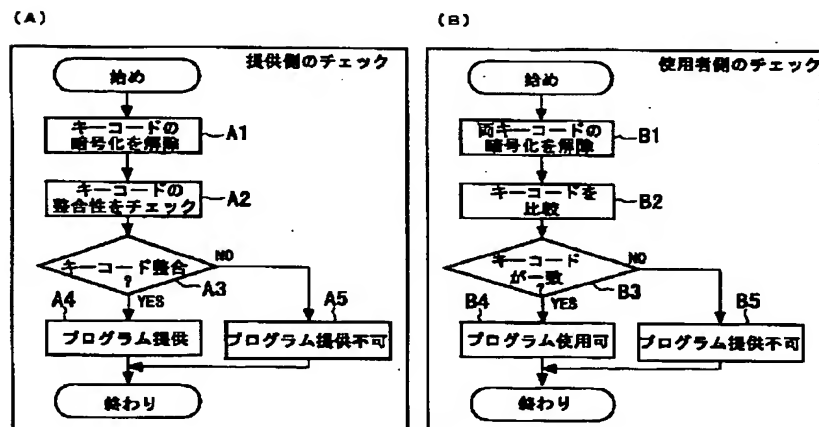 (A)
提供側のチェック
始め
キーコードの
暗号化を解除
A1
キーコードの
整合性をチェック
A2
キーコード整合
?
A3
NO
YES
A4
プログラム提供
A5
プログラム提供不可
終わり
(B)
使用者側のチェック
始め
両キーコードの
暗号化を解除
B1
キーコードを
比較
B2
キーコード
が一致
?
B3
NO
YES
B4
プログラム使用可
B5
プログラム提供不可
終わり